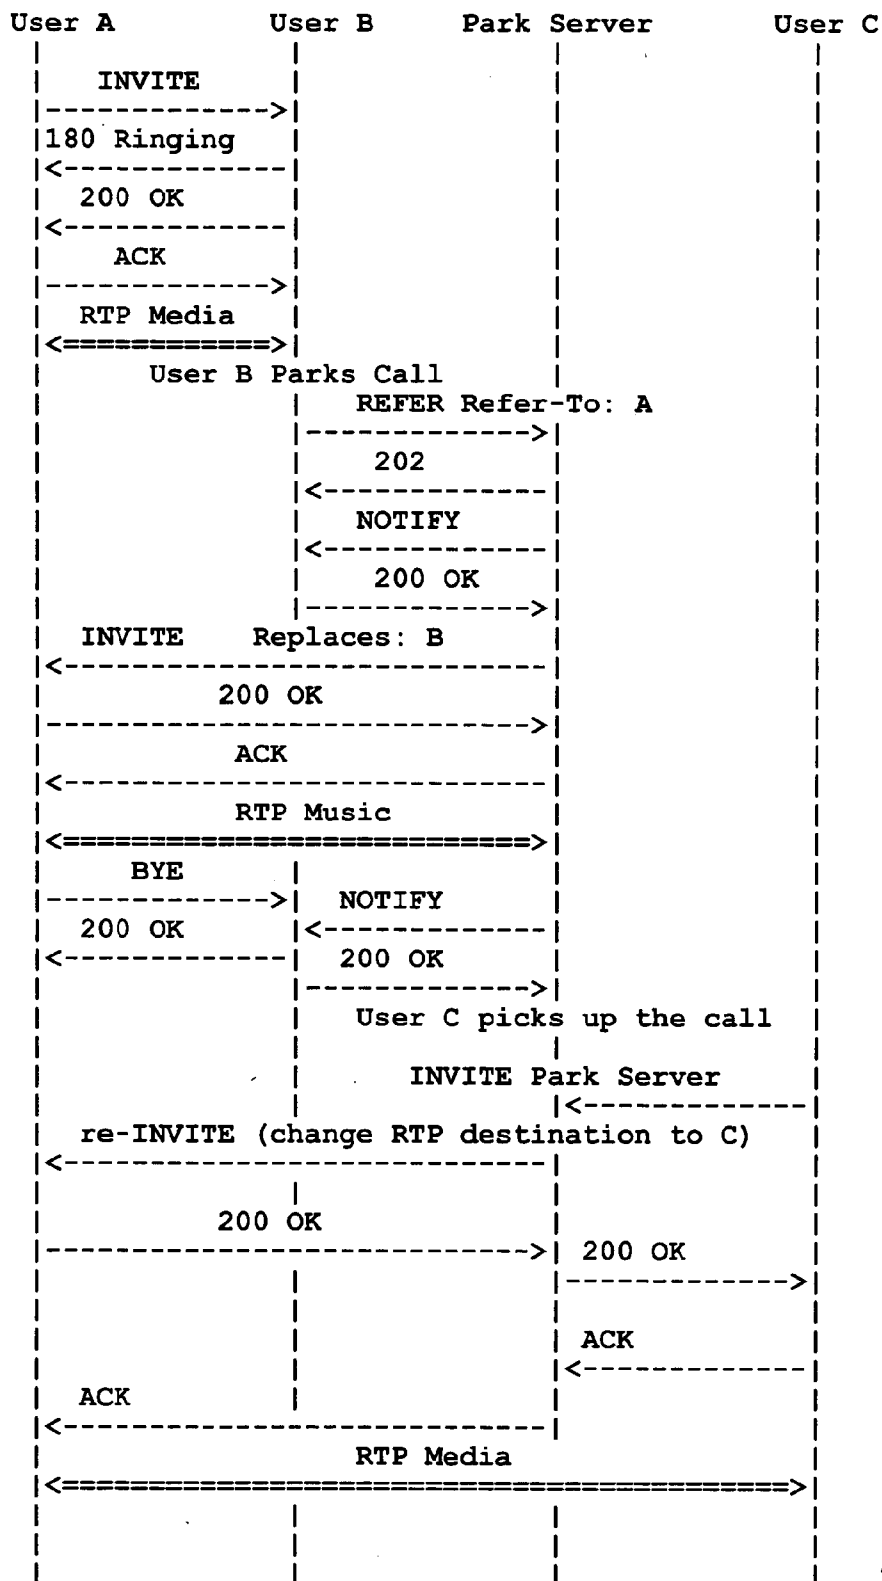 User A User B Park Server User C
INVITE
180 Ringing
200 OK
ACK
RTP Media
User B Parks Call
REFER Refer-To: A
202
NOTIFY
200 OK
INVITE Replaces: B
200 OK
ACK
RTP Music
BYE
NOTIFY
200 OK
200 OK
User C picks up the call
INVITE Park Server
re-INVITE (change RTP destination to C)
200 OK
200 OK
ACK
ACK
RTP Media